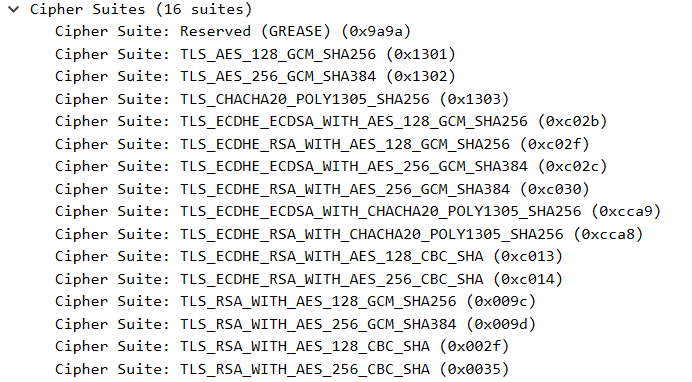 Cipher Suites (16 suites)
Cipher Suite: Reserved (GREASE) (0x9a9a)
Cipher Suite: TLS_AES_128_GCM_SHA256 (0x1301)
Cipher Suite: TLS_AES_256_GCM_SHA384 (0x1302)
Cipher Suite: TLS_CHACHA20_POLY1305_SHA256 (0x1303)
Cipher Suite: TLS_ECDHE_ECDSA_WITH_AES_128_GCM_SHA256 (0xc02b)
Cipher Suite: TLS_ECDHE_RSA_WITH_AES_128_GCM_SHA256 (0xc02f)
Cipher Suite: TLS_ECDHE_ECDSA_WITH_AES_256_GCM_SHA384 (0xc02c)
Cipher Suite: TLS_ECDHE_RSA_WITH_AES_256_GCM_SHA384 (0xc030)
Cipher Suite: TLS_ECDHE_ECDSA_WITH_CHACHA20_POLY1305_SHA256 (0xcca9)
Cipher Suite: TLS_ECDHE_RSA_WITH_CHACHA20_POLY1305_SHA256 (0xcca8)
Cipher Suite: TLS_ECDHE_RSA_WITH_AES_128_CBC_SHA (0xc013)
Cipher Suite: TLS_ECDHE_RSA_WITH_AES_256_CBC_SHA (0xc014)
Cipher Suite: TLS_RSA_WITH_AES_128_GCM_SHA256 (0x009c)
Cipher Suite: TLS_RSA_WITH_AES_256_GCM_SHA384 (0x009d)
Cipher Suite: TLS_RSA_WITH_AES_128_CBC_SHA (0x002f)
Cipher Suite: TLS_RSA_WITH_AES_256_CBC_SHA (0x0035)